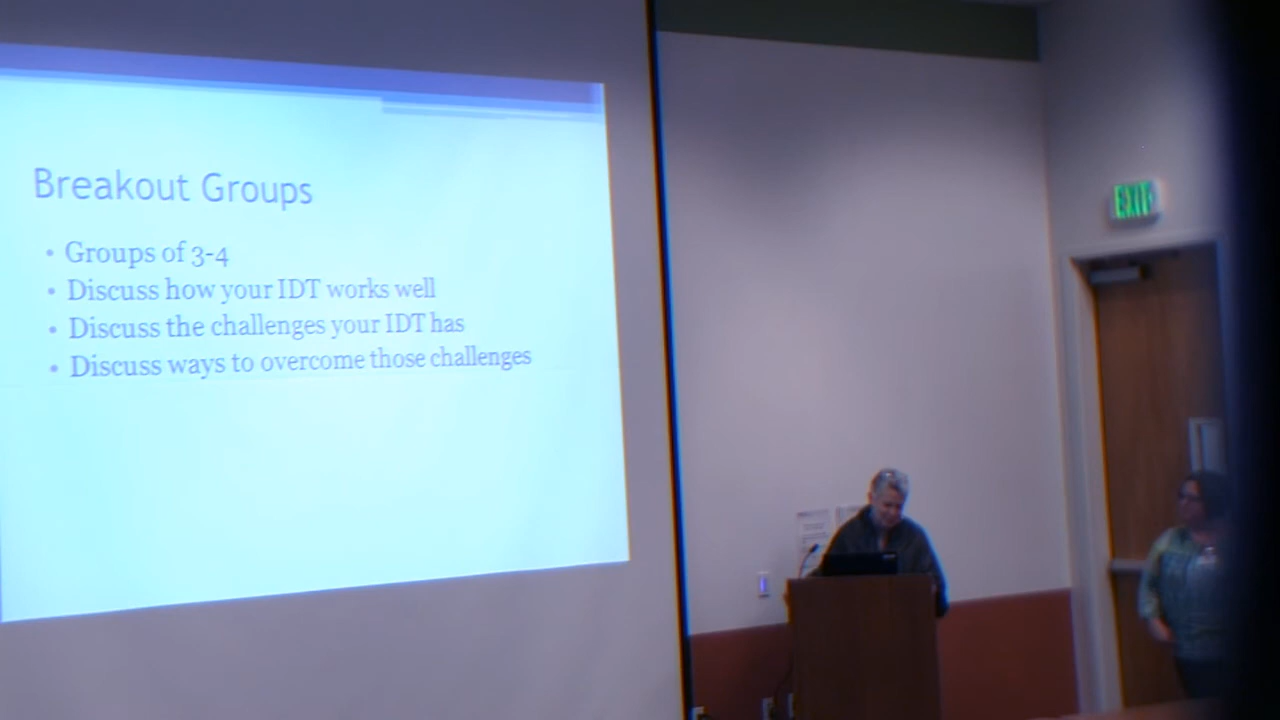 Breakout Groups
• Groups of 3-4
• Discuss how your IDT works well
• Discuss the challenges your IDT has
• Discuss ways to overcome those challenges
EXIT